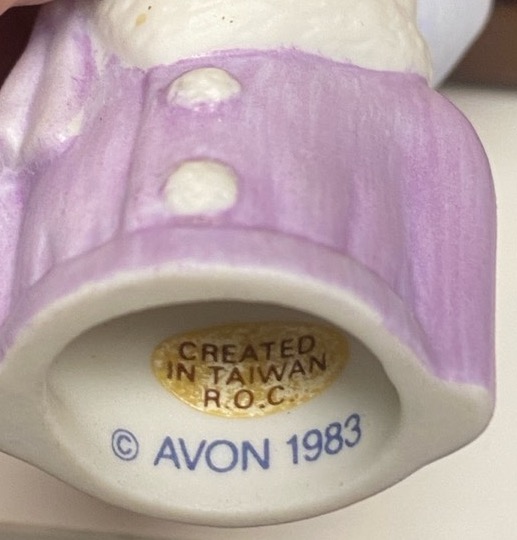 CREATED
IN TAIWAN
R.O.C.
© AVON 1983